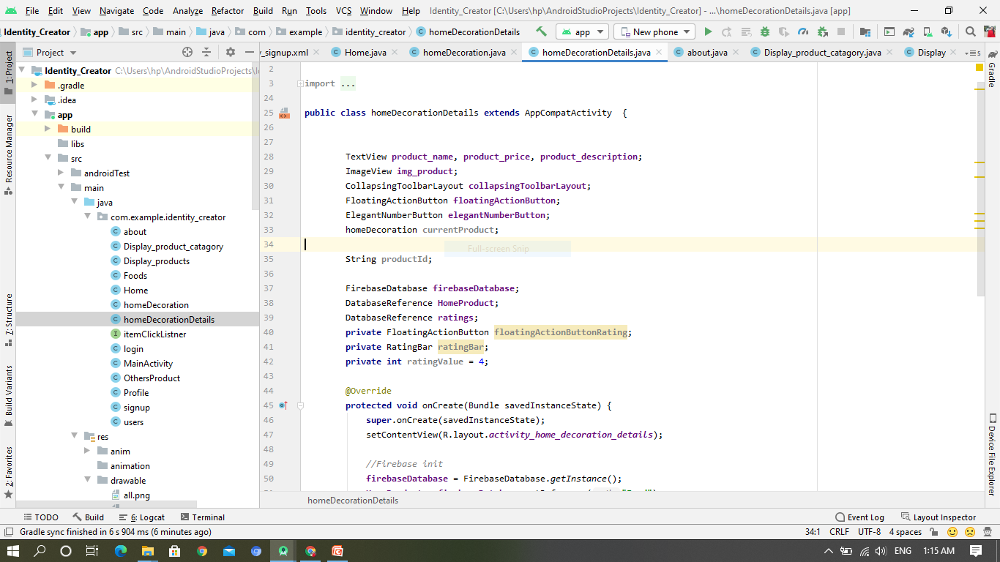 File Edit View Navigate Code Analyze Refactor Build Run Tools VCS Window Help Identity_Creator [C:\Users\hp\AndroidStudioProjects\Identity_Creator] - ...\homeDecorationDetails.java [app]
Identity_Creator app src main java com example identity_creator homeDecorationDetails app New phone
Project
y_signup.xml Home.java homeDecoration.java homeDecorationDetails.java about.java Display_product_catagory.java Display
1: Project
Resource Manager
Z: Structure
Build Variants
2: Favorites
Identity_Creator C:\Users\hp\AndroidStudioProjects\I
.gradle
.idea
app
build
libs
src
androidTest
main
java
com.example.identity_creator
about
Display_product_catagory
Display_products
Foods
Home
homeDecoration
homeDecorationDetails
itemClickListner
login
MainActivity
OthersProduct
Profile
signup
users
res
anim
animation
drawable
all.png
2
3 import ...
24
25 public class homeDecorationDetails extends AppCompatActivity {
26
27
28 TextView product_name, product_price, product_description;
29 ImageView img_product;
30 CollapsingToolbarLayout collapsingToolbarLayout;
31 FloatingActionButton floatingActionButton;
32 ElegantNumberButton elegantNumberButton;
33 homeDecoration currentProduct;
34
Full-screen Snip
35 String productId;
36
37 FirebaseDatabase firebaseDatabase;
38 DatabaseReference HomeProduct;
39 DatabaseReference ratings;
40 private FloatingActionButton floatingActionButtonRating;
41 private RatingBar ratingBar;
42 private int ratingValue = 4;
43
44 @Override
45 protected void onCreate(Bundle savedInstanceState) {
46 super.onCreate(savedInstanceState);
47 setContentView(R.layout.activity_home_decoration_details);
48
49 //Firebase init
50 firebaseDatabase = FirebaseDatabase.getInstance();
homeDecorationDetails
Gradle
Device File Explorer
TODO Build 6: Logcat Terminal Event Log Layout Inspector
Gradle sync finished in 6 s 904 ms (6 minutes ago) 34:1 CRLF UTF-8 4 spaces
ENG 1:15 AM